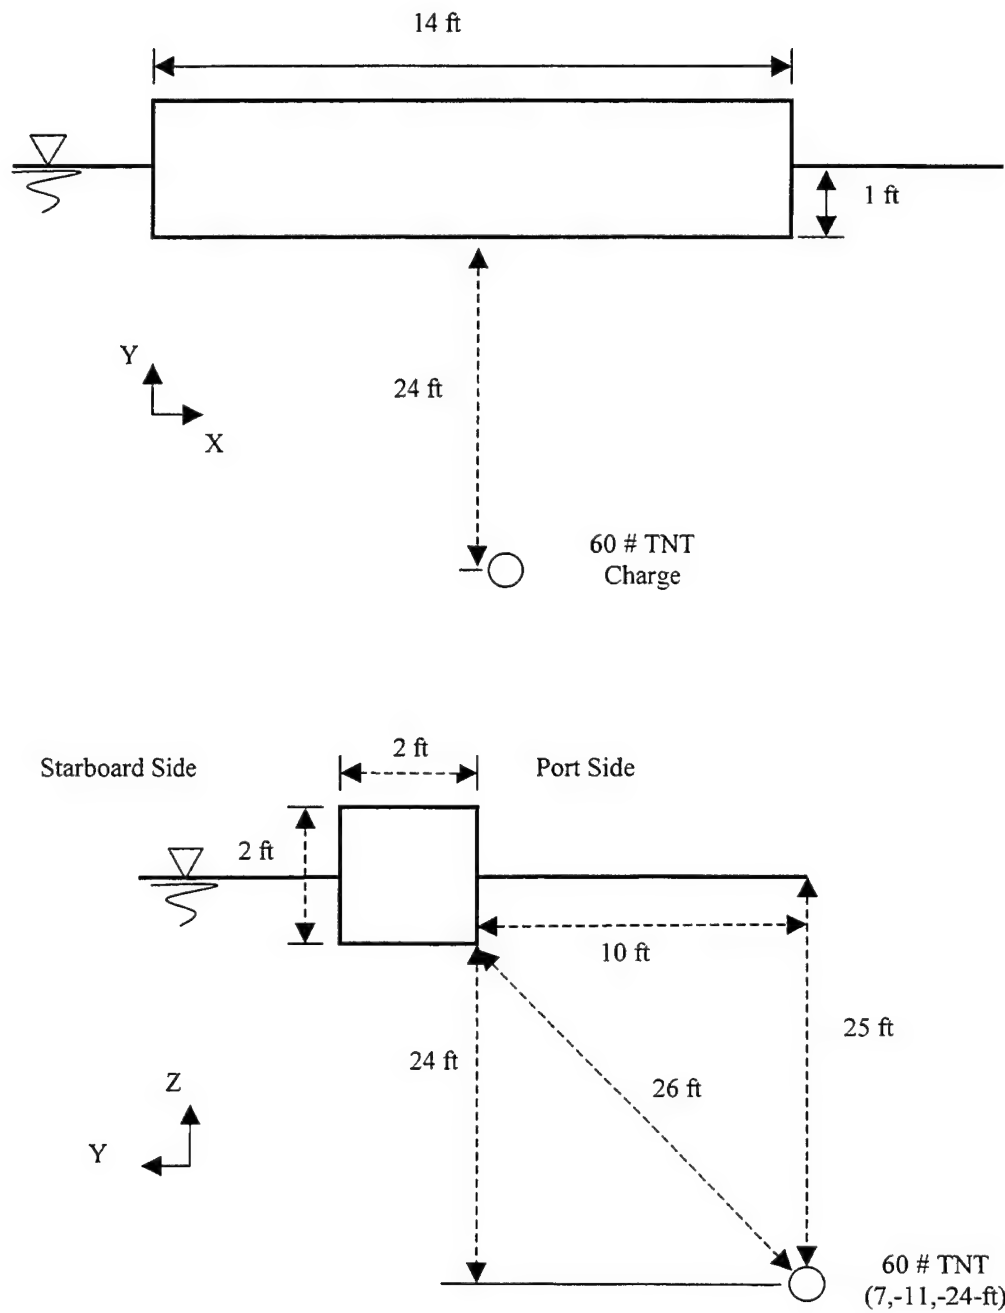 14 ft
1 ft
Y
24 ft
X
60 # TNT
Charge
2 ft
Starboard Side
Port Side
2 ft
10 ft
25 ft
24 ft
26 ft
Z
Y
60 # TNT
(7,-11,-24-ft)